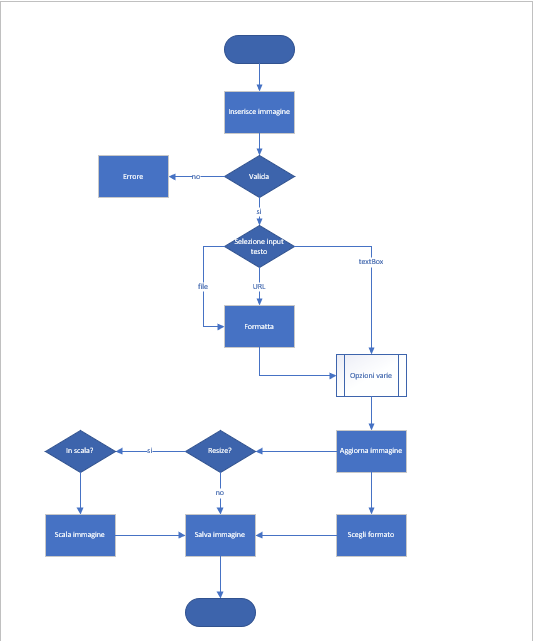 Inserisce immagine
Errore
no
Valida
si
Selezione input
testo
textBox
file
URL
Formatta
Opzioni varie
In scala?
si
Resize?
Aggiorna immagine
no
Scala immagine
Salva immagine
Scegli formato